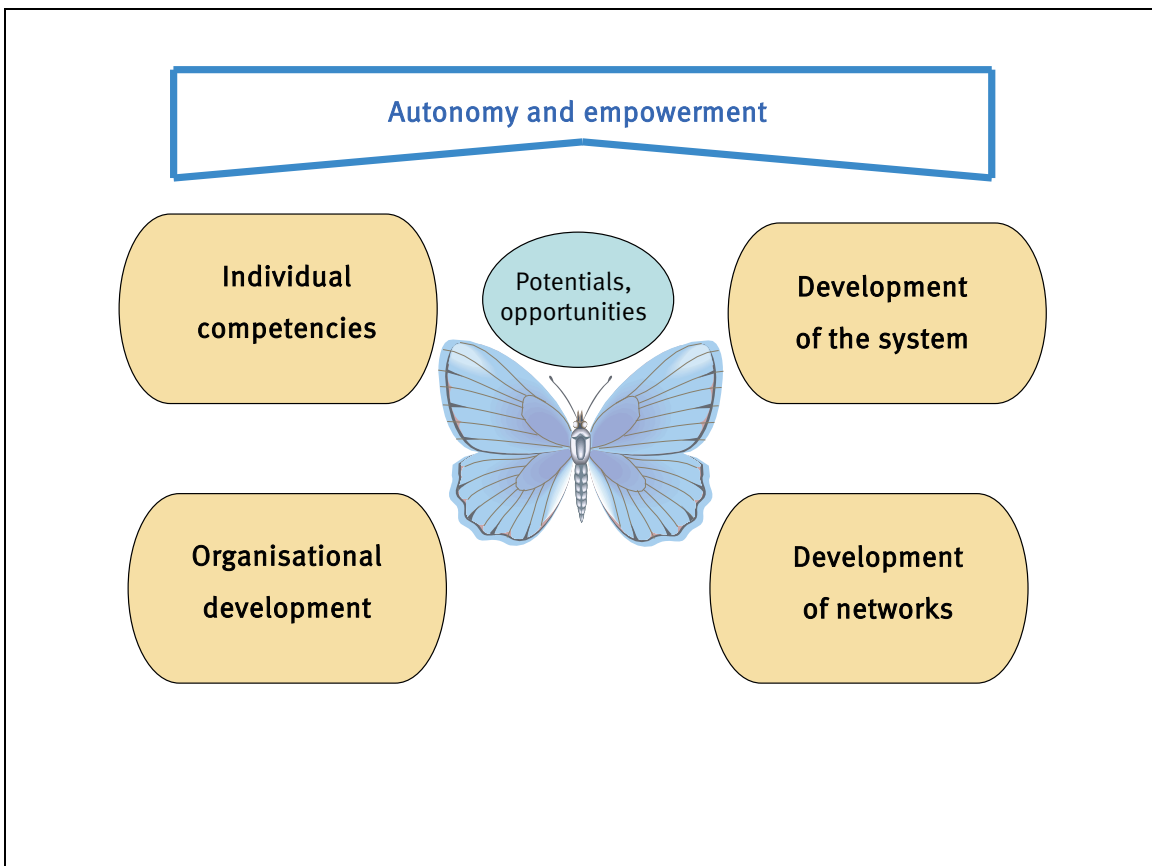 Autonomy and empowerment
Individual
competencies
Potentials,
opportunities
Development
of the system
Organisational
development
Development
of networks